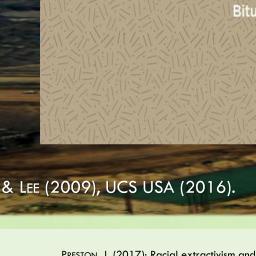 Bitu
& LEE (2009), UCS USA (2016).
PRESTON, J. (2017): Racial extractivism and